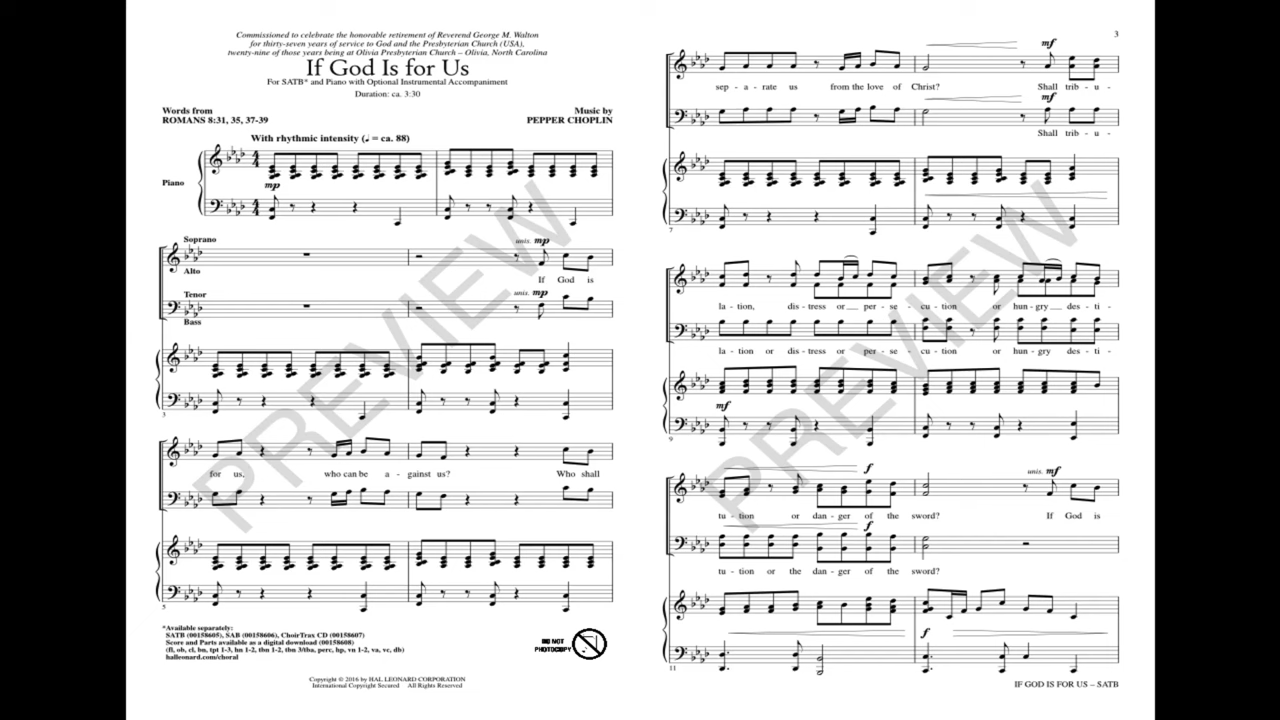 Commissioned to celebrate the honorable retirement of Reverend George M. Walton
for thirty-seven years of service to God and the Presbyterian Church (USA),
twenty-nine of those years being at Olivia Presbyterian Church – Olivia, North Carolina
If God Is for Us
For SATB* and Piano with Optional Instrumental Accompaniment
Duration: ca. 3:30
Words from
ROMANS 8:31, 35, 37-39
Music by
PEPPER CHOPLIN
With rhythmic intensity (♩ = ca. 88)
Piano
mp
Soprano
unis. mp
Alto
If God is
Tenor
unis. mp
Bass
3
for us, who can be a - gainst us? Who shall
5
*Available separately:
SATB (00158605), SAB (00158606), ChoirTrax CD (00158607)
Score and Parts available as a digital download (00158608)
(fl, ob, cl, bn, tpt 1-3, hn 1-2, tbn 1-2, tbn 3/tba, perc, hp, vn 1-2, va, vc, db)
halleonard.com/choral
DO NOT
PHOTOCOPY
Copyright © 2016 by HAL LEONARD CORPORATION
International Copyright Secured All Rights Reserved
PREVIEW
3
mf
sep - a - rate us from the love of Christ? Shall trib - u -
mf
Shall trib - u -
7
la - tion, dis - tress or per - se - cu - tion or hun - gry des - ti -
la - tion or dis - tress or per - se - cu - tion or hun - gry des - ti -
mf
9
f unis. mf
tu - tion or dan - ger of the sword? If God is
f
tu - tion or the dan - ger of the sword?
f
11
IF GOD IS FOR US – SATB
PREVIEW